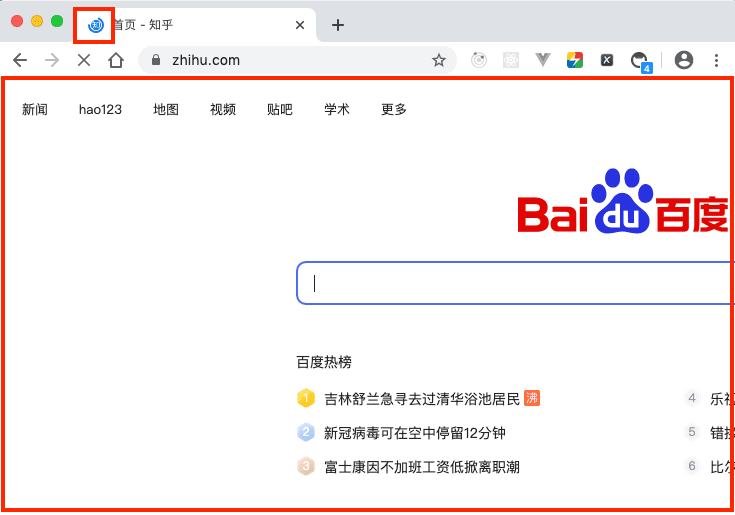 知 首页 - 知乎
zhihu.com
4
新闻 hao123 地图 视频 贴吧 学术 更多
Bai du 百度
百度热榜
1 吉林舒兰急寻去过清华浴池居民 沸
2 新冠病毒可在空中停留12分钟
3 富士康因不加班工资低掀离职潮
4 乐视
5 错换
6 比尔